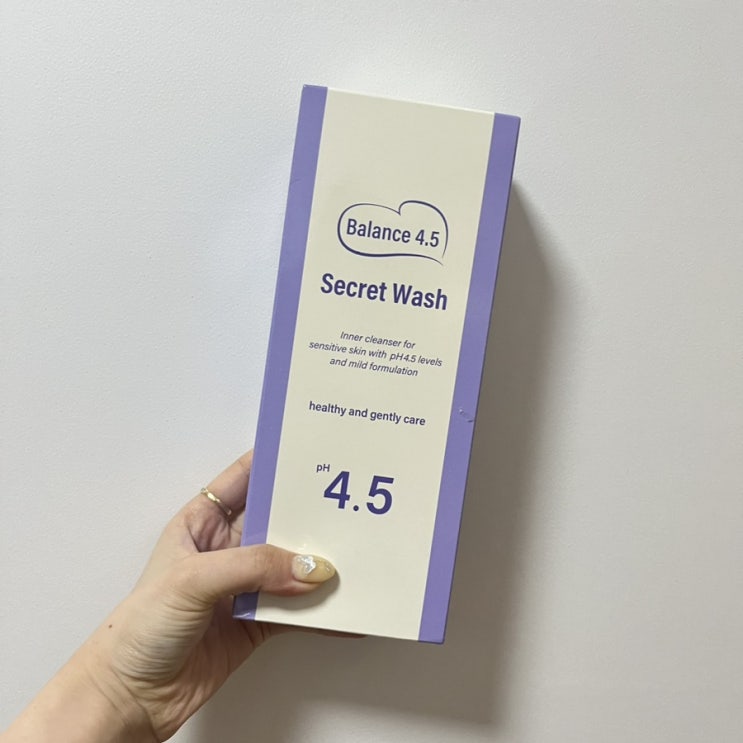 Balance 4.5
Secret Wash
Inner cleanser for
sensitive skin with pH4.5 levels
and mild formulation
healthy and gently care
pH
4.5